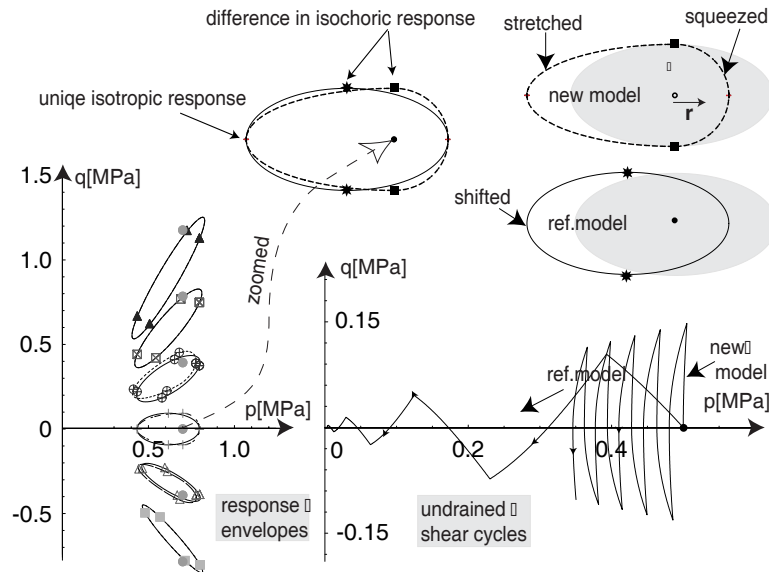 difference in isochoric response
stretched
squeezed
uniqe isotropic response
new model
r
1.5
q[MPa]
shifted
ref.model
1.0
zoomed
q[MPa]
0.15
0.5
new
model
ref.model
p[MPa]
p[MPa]
0
0.5
1.0
0
0.2
0.4
-0.5
response
envelopes
undrained
shear cycles
-0.15